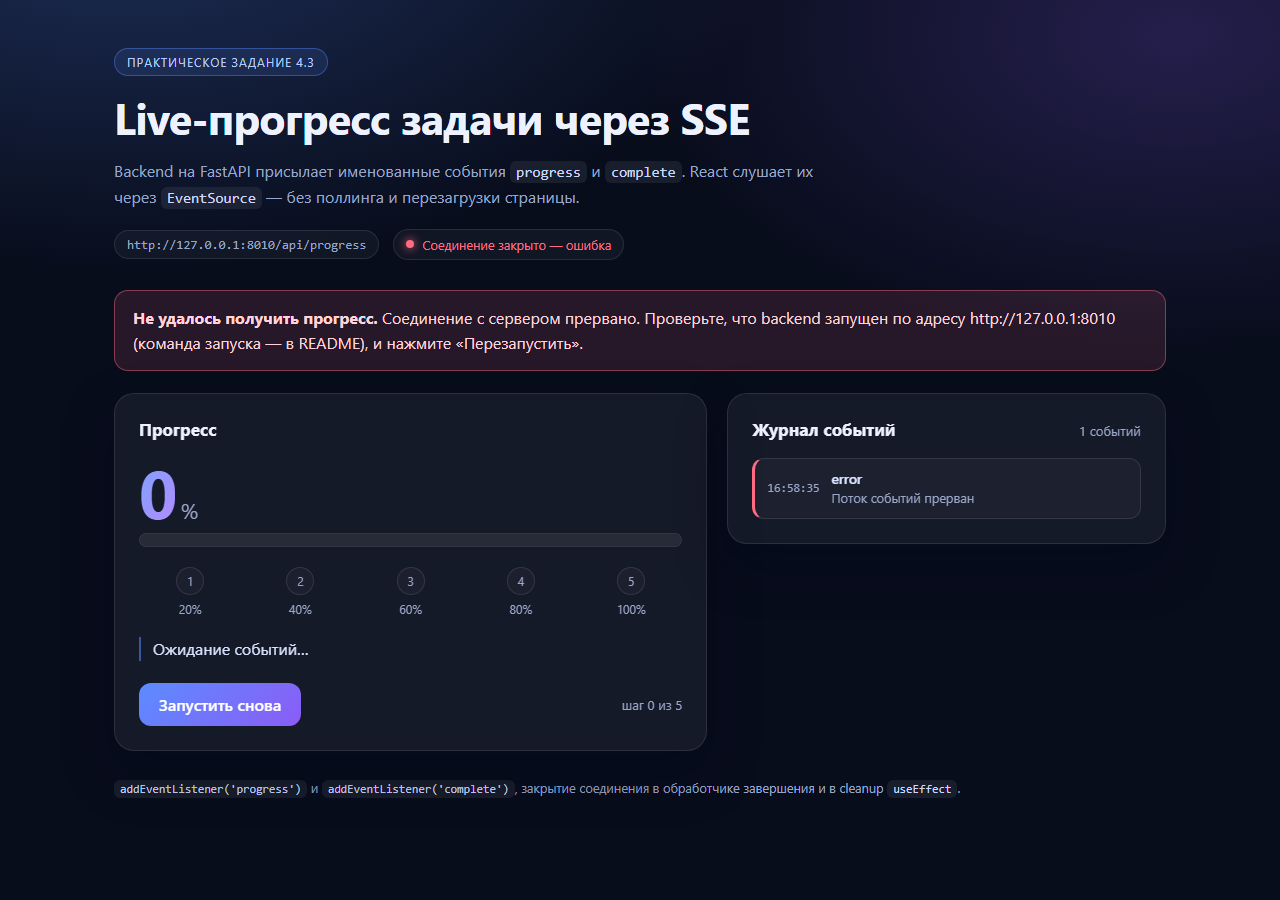 ПРАКТИЧЕСКОЕ ЗАДАНИЕ 4.3
Live-прогресс задачи через SSE
Backend на FastAPI присылает именованные события progress и complete. React слушает их
через EventSource — без поллинга и перезагрузки страницы.
http://127.0.0.1:8010/api/progress
Соединение закрыто — ошибка
Не удалось получить прогресс. Соединение с сервером прервано. Проверьте, что backend запущен по адресу http://127.0.0.1:8010
(команда запуска — в README), и нажмите «Перезапустить».
Прогресс
0 %
1 2 3 4 5
20% 40% 60% 80% 100%
Ожидание событий...
Запустить снова
шаг 0 из 5
Журнал событий
1 событий
16:58:35
error
Поток событий прерван
addEventListener('progress') и addEventListener('complete'), закрытие соединения в обработчике завершения и в cleanup useEffect.